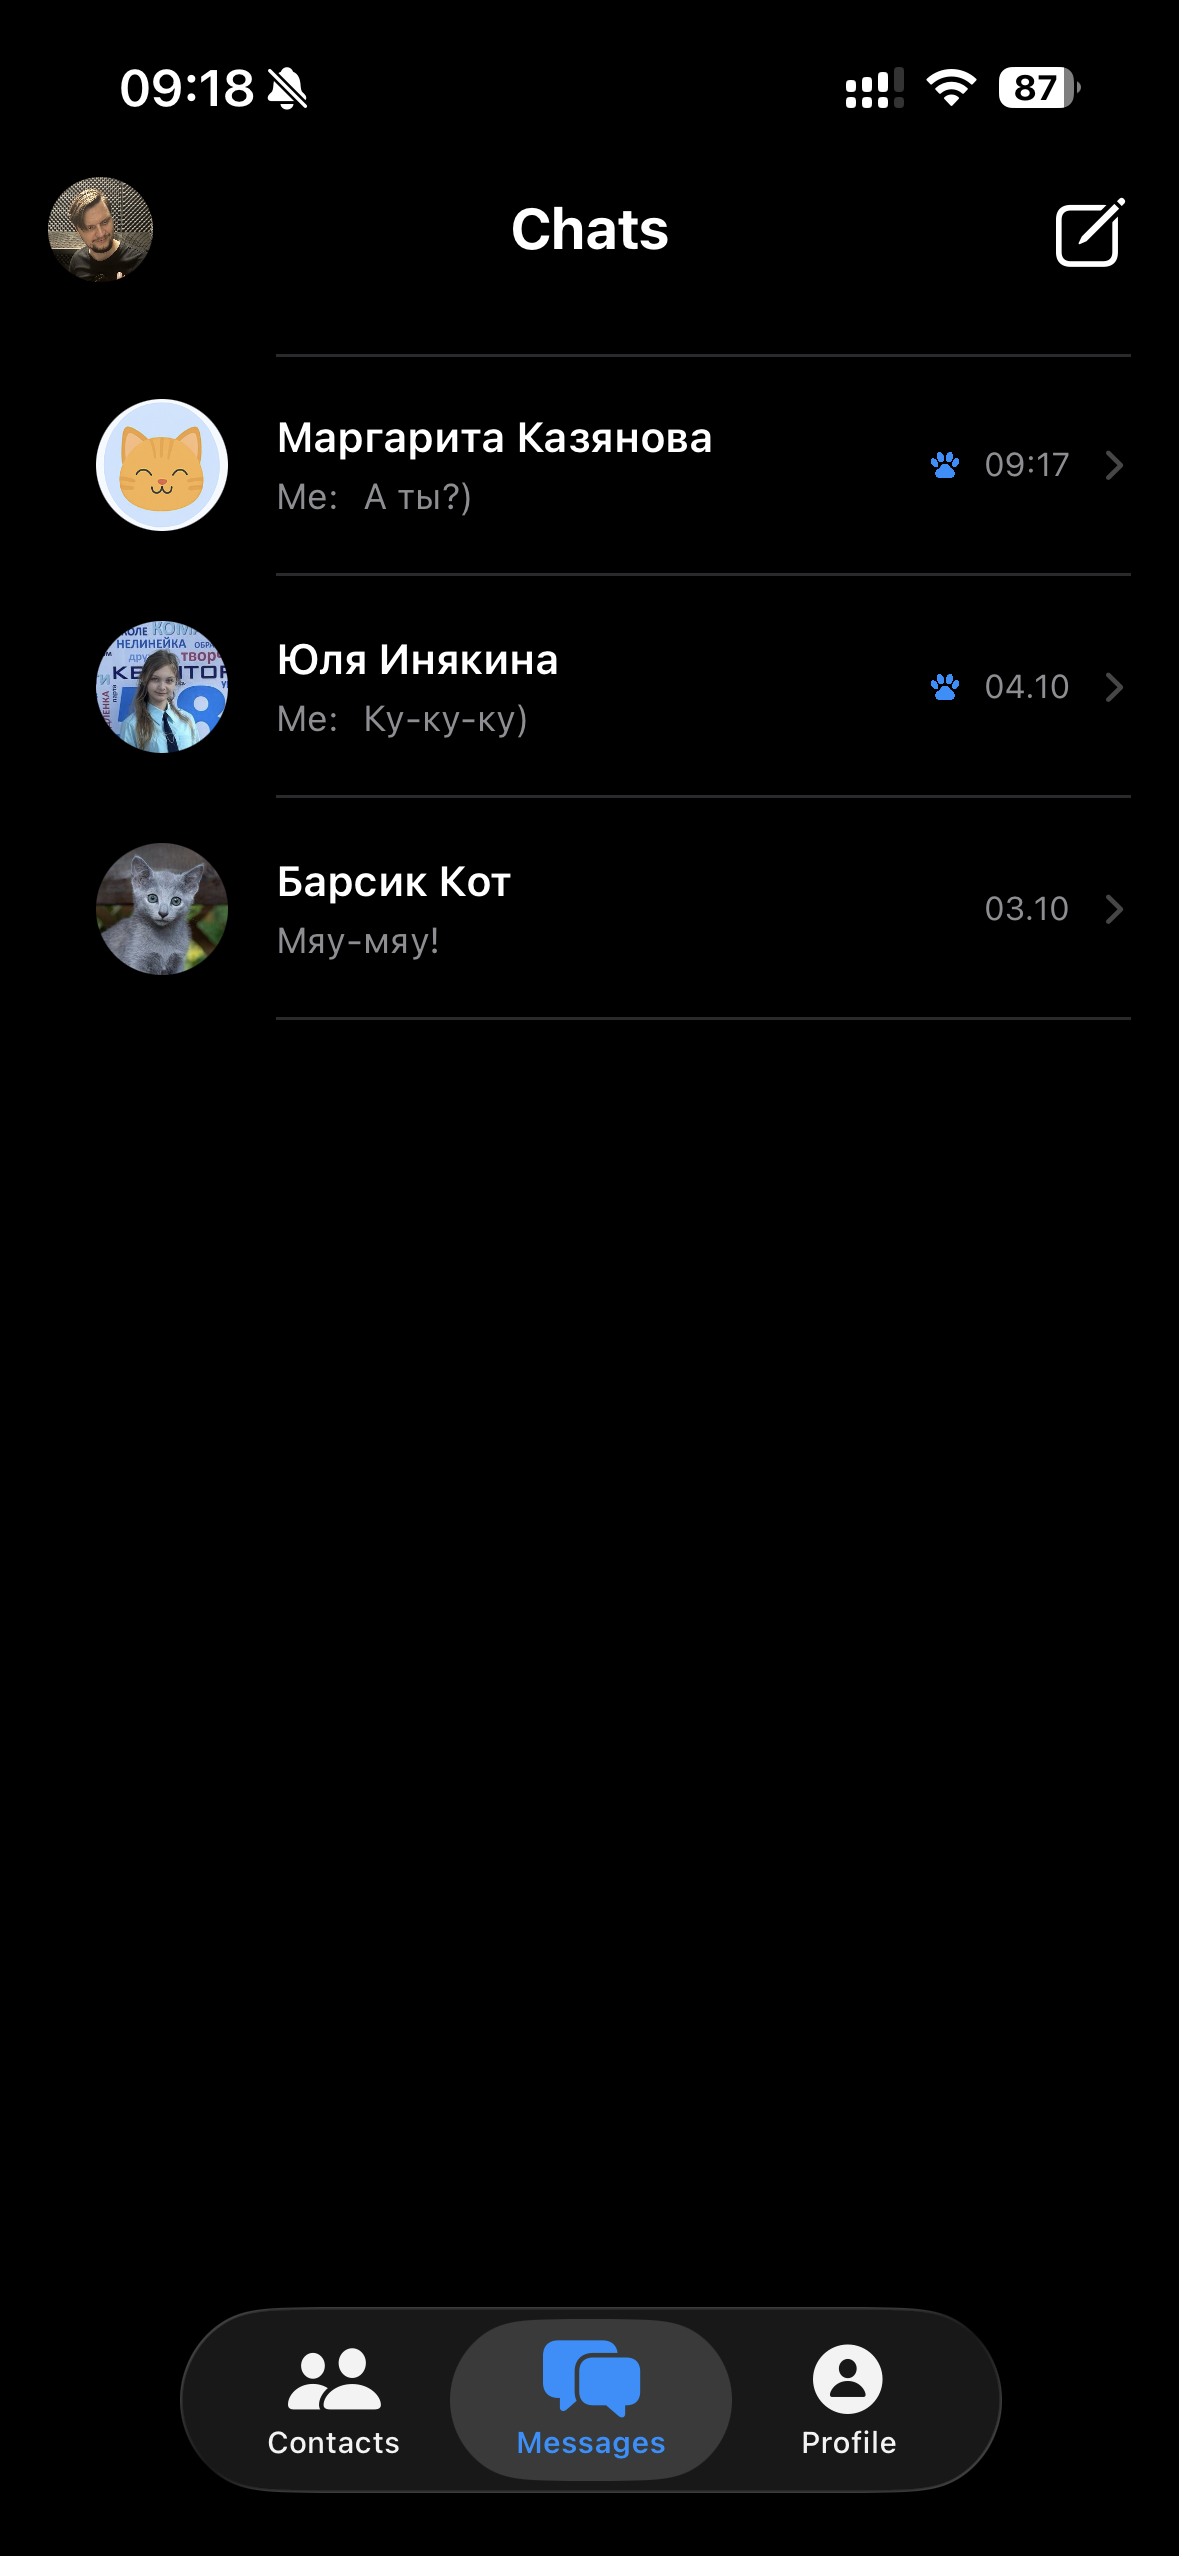 09:18
87
Chats
Маргарита Казянова
Me: А ты?)
09:17
НЕЛИНЕЙКА
Юля Инякина
Me: Ку-ку-ку)
04.10
Барсик Кот
Мяу-мяу!
03.10
Contacts
Messages
Profile